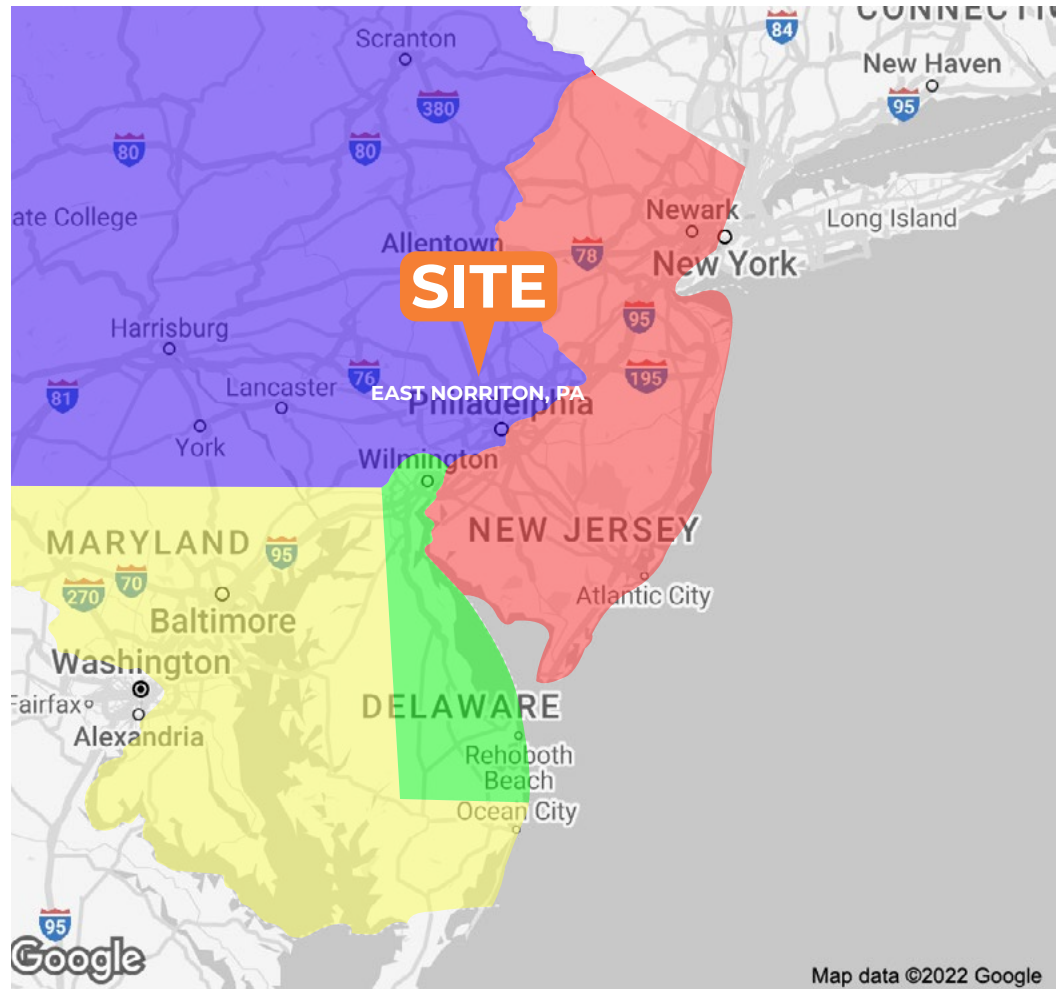 CONNECTIC
84
Scranton
New Haven
380
95
80
80
ate College
Newark
Long Island
Allentown
78
New York
SITE
Harrisburg
95
76
195
81
Lancaster
EAST NORRITON, PA
Philadelphia
York
Wilmington
MARYLAND
95
NEW JERSEY
70
270
Atlantic City
Baltimore
Washington
Fairfax
DELAWARE
Alexandria
Rehoboth
Beach
Ocean City
95
Google
Map data ©2022 Google